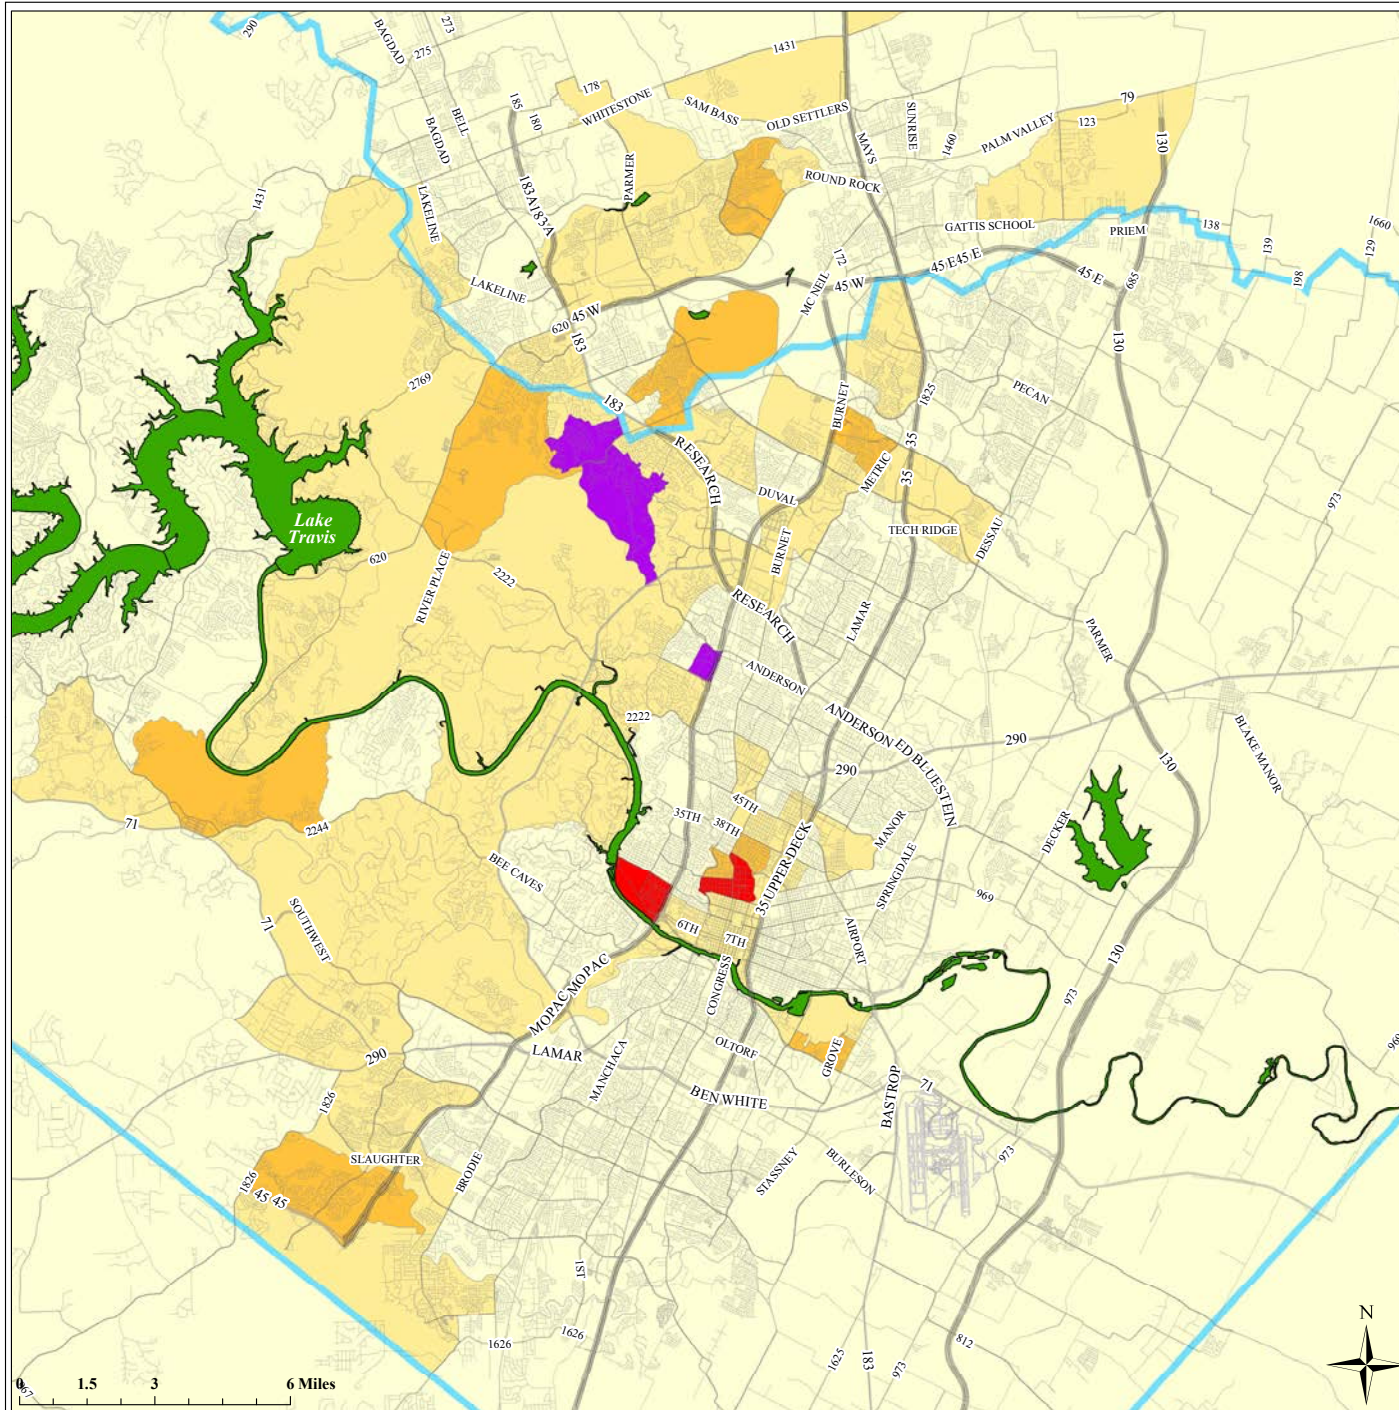 290
BAGDAD
273
275
1431
178
WHITESTONE
SAM BASS
OLD SETTLERS
SUNRISE
1460
PALM VALLEY
79
123
130
185
180
BELL
BAGDAD
MAYS
PARMER
ROUND ROCK
1431
LAKELINE
183A
183A
GATTIS SCHOOL
PRIEM
138
139
1660
129
198
172
45 E
45 E
45 E
685
LAKELINE
45 W
MC NEIL
45 W
620
183
130
2769
183
BURNET
1825
PECAN
35
RESEARCH
METRIC
35
DUVAL
973
Lake
Travis
TECH RIDGE
DESSAU
620
BURNET
RIVER PLACE
2222
RESEARCH
LAMAR
PARMER
ANDERSON
2222
ANDERSON
ED BLUESTEIN
290
290
130
BLAKE MANOR
71
2244
45TH
35TH
38TH
MANOR
DECKER
UPPER DECK
35
BEE CAVES
SPRINGDALE
969
SOUTHWEST
71
6TH
7TH
AIRPORT
130
MOPAC
MOPAC
CONGRESS
973
290
LAMAR
OLTORF
GROVE
969
MANCHACA
71
1826
BEN WHITE
BASTROP
SLAUGHTER
973
1826
45
45
BRODIE
STASSNEY
BURLESON
1ST
N
1626
1626
812
1625
183
973
967
0
1.5
3
6 Miles